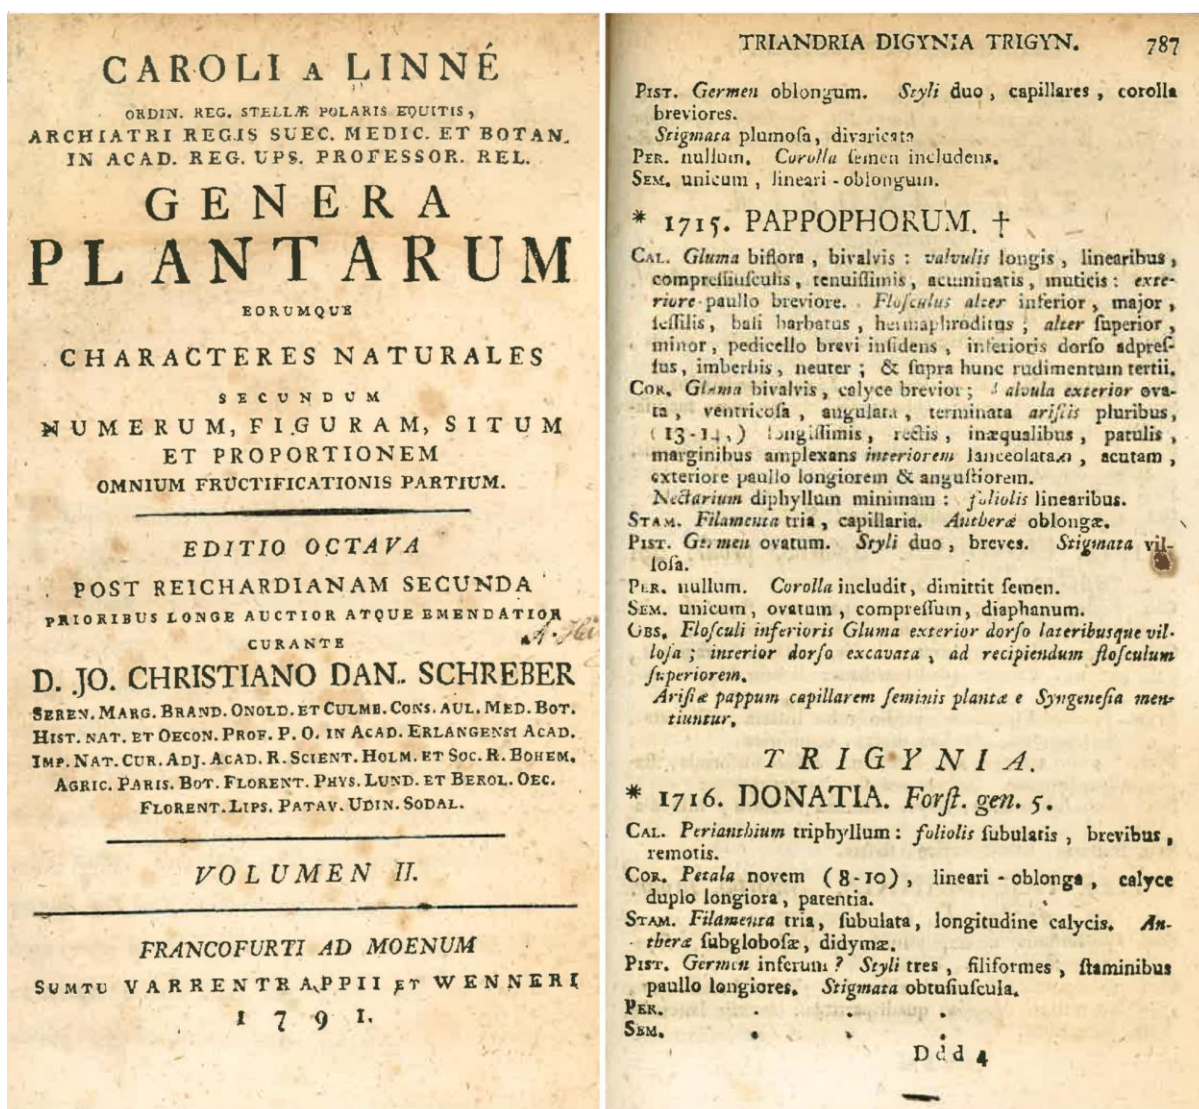 CAROLI A LINNÉ
ORDIN. REG. STELLÆ POLARIS EQUITIS,
ARCHIATRI REGIS SUEC. MEDIC. ET BOTAN.
IN ACAD. REG. UPS. PROFESSOR. REL.
GENERA
PLANTARUM
EORUMQUE
CHARACTERES NATURALES
SECUNDUM
NUMERUM, FIGURAM, SITUM
ET PROPORTIONEM
OMNIUM FRUCTIFICATIONIS PARTIUM.
EDITIO OCTAVA
POST REICHARDIANAM SECUNDA
PRIORIBUS LONGE AUCTIOR ATQUE EMENDATIOR
CURANTE
D. JO. CHRISTIANO DAN. SCHREBER
SEREN. MARG. BRAND. ONOLD. ET CULMB. CONS. AUL. MED. BOT.
HIST. NAT. ET OECON. PROF. P. O. IN ACAD. ERLANGENSI ACAD.
IMP. NAT. CUR. ADJ. ACAD. R. SCIENT. HOLM. ET SOC. R. BOHEM.
AGRIC. PARIS. BOT. FLORENT. PHYS. LUND. ET BEROL. OEC.
FLORENT. LIPS. PATAV. UDIN. SODAL.
VOLUMEN II.
FRANCOFURTI AD MOENUM
SUMTU VARRENTRAPPII ET WENNERI
1791.
TRIANDRIA DIGYNIA TRIGYN. 787
PIST. Germen oblongum. Styli duo, capillares, corolla
breviores.
Stigmata plumoſa, divaricata
PER. nullum. Corolla ſemen includens.
SEM. unicum, lineari-oblongum.
* 1715. PAPPOPHORUM. †
CAL. Gluma biflora, bivalvis: valvulis longis, linearibus,
compreſſiuſculis, tenuiſſimis, acuminatis, muticis: exte-
riore paullo breviore. Floſculus alter inferior, major,
ſeſſilis, baſi barbatus, hermaphroditus; alter ſuperior,
minor, pedicello brevi inſidens, inferioris dorſo adpreſ-
ſus, imberbis, neuter; & ſupra hunc rudimentum tertii.
COR. Gluma bivalvis, calyce brevior; Valvula exterior ova-
ta, ventricoſa, angulata, terminata ariſtis pluribus,
(13-14,) longiſſimis, rectis, inæqualibus, patulis,
marginibus amplexans interiorem lanceolatam, acutam,
exteriore paullo longiorem & anguſtiorem.
Nectarium diphyllum minimam: foliolis linearibus.
STAM. Filamenta tria, capillaria. Antheræ oblongæ.
PIST. Germen ovatum. Styli duo, breves. Stigmata vil-
loſa.
PER. nullum. Corolla includit, dimittit ſemen.
SEM. unicum, ovatum, compreſſum, diaphanum.
OBS. Floſculi inferioris Gluma exterior dorſo lateribusque vil-
loſa; interior dorſo excavata, ad recipiendum floſculum
ſuperiorem.
Ariſtæ pappum capillarem ſeminis plantæ e Syngeneſia men-
tiuntur.
TRIGYNIA.
* 1716. DONATIA. Forſt. gen. 5.
CAL. Perianthium triphyllum: foliolis ſubulatis, brevibus,
remotis.
COR. Petala novem (8-10), lineari-oblonga, calyce
duplo longiora, patentia.
STAM. Filamenta tria, ſubulata, longitudine calycis. An-
theræ ſubgloboſæ, didymæ.
PIST. Germen inferum? Styli tres, filiformes, ſtaminibus
paullo longiores. Stigmata obtuſiuſcula.
PER. . . .
SEM. . . .
Ddd 4